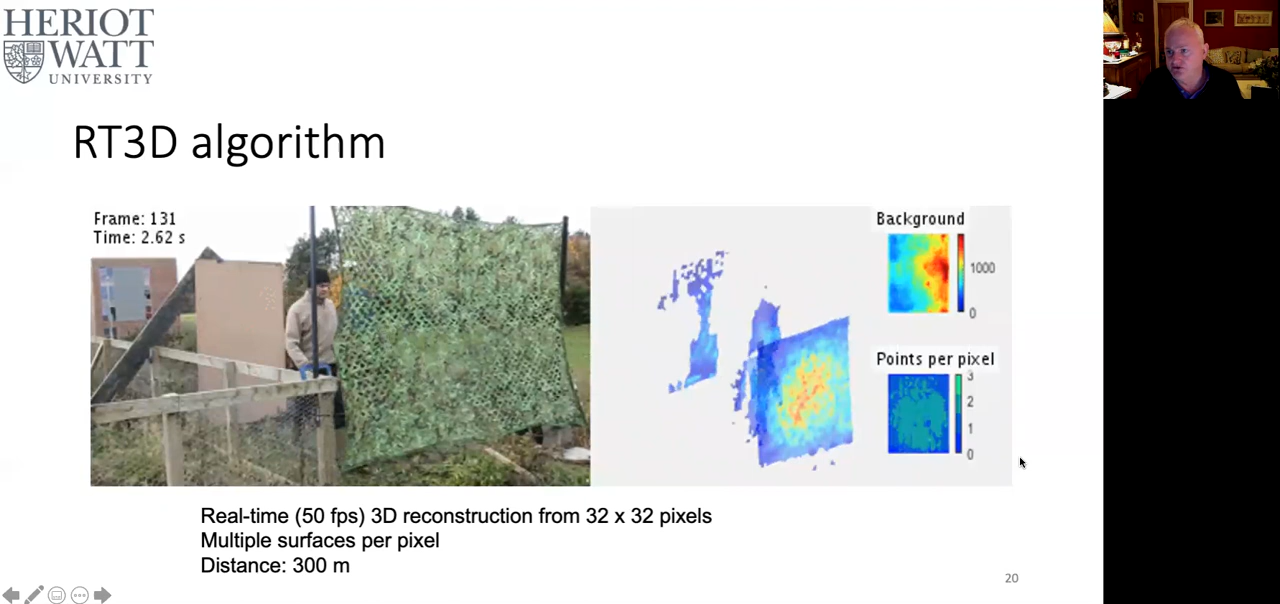 HERIOT
WATT
UNIVERSITY
RT3D algorithm
Frame: 131
Time: 2.62 s
Background
1000
0
Points per pixel
3
2
1
0
Real-time (50 fps) 3D reconstruction from 32 x 32 pixels
Multiple surfaces per pixel
Distance: 300 m
20